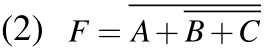 (2) $F = \overline{A + \overline{B + C}}$